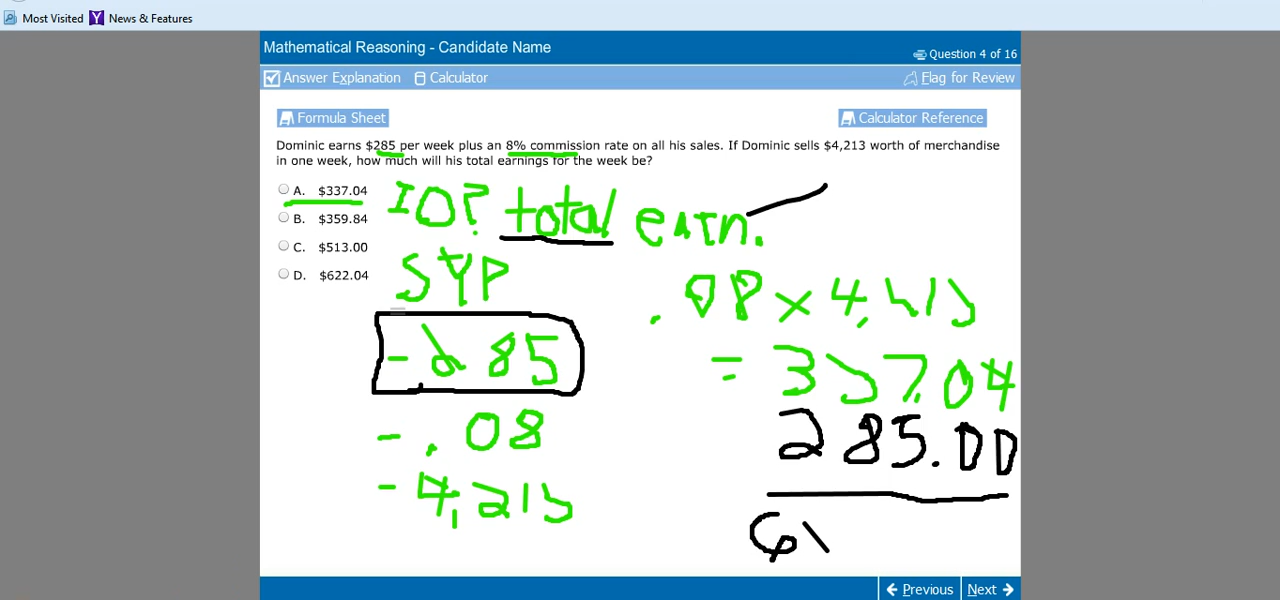 Most Visited News & Features
Mathematical Reasoning - Candidate Name
Question 4 of 16
Answer Explanation Calculator
Flag for Review
Formula Sheet
Calculator Reference
Dominic earns $285 per week plus an 8% commission rate on all his sales. If Dominic sells $4,213 worth of merchandise
in one week, how much will his total earnings for the week be?
A. $337.04
B. $359.84
C. $513.00
D. $622.04
IO? total earn.
SYP
- 285
- .08
- 4,213
.08 x 4,213
= 337.04
285.00
Previous Next